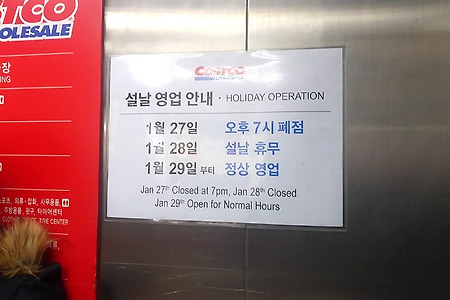 COSTCO
WHOLESALE
설날 영업 안내 · HOLIDAY OPERATION
1월 27일 오후 7시 폐점
1월 28일 설날 휴무
1월 29일 부터 정상 영업
Jan 27th Closed at 7pm, Jan 28th Closed
Jan 29th Open for Normal Hours